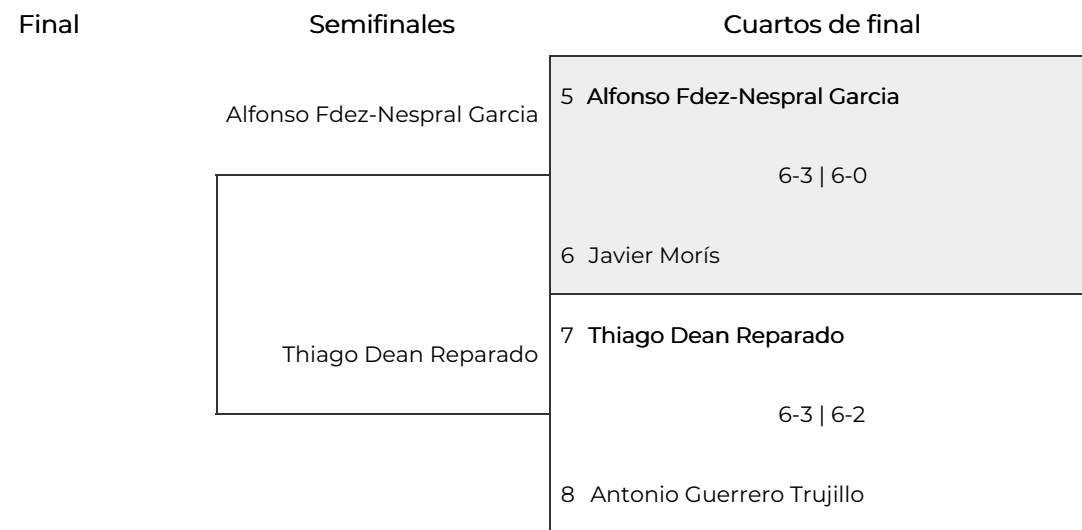 Final Semifinales Cuartos de final
5 Alfonso Fdez-Nespral Garcia
Alfonso Fdez-Nespral Garcia
6-3 | 6-0
6 Javier Morís
7 Thiago Dean Reparado
Thiago Dean Reparado
6-3 | 6-2
8 Antonio Guerrero Trujillo